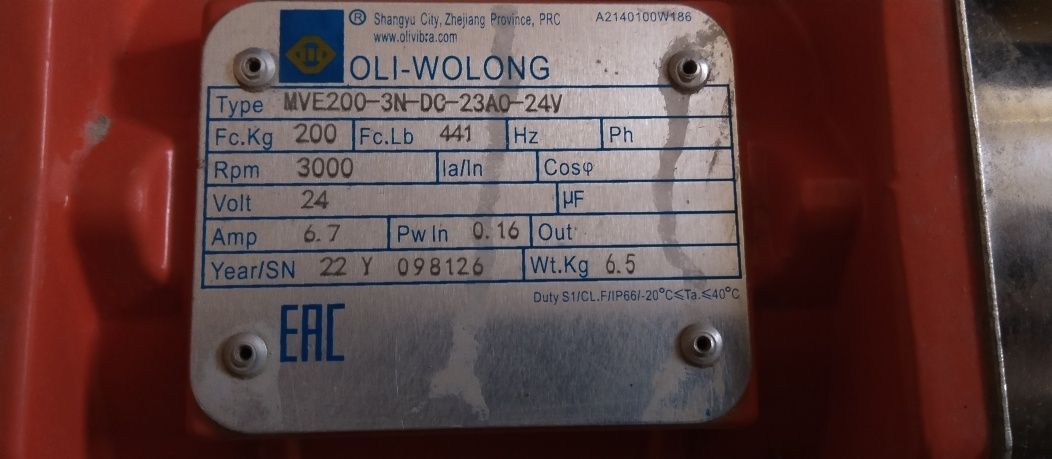 ® Shangyu City, Zhejiang Province, PRC A2140100W186
www.olivibra.com
OLI-WOLONG
Type MVE200-3N-DC-23A0-24V
Fc.Kg 200 Fc.Lb 441 Hz Ph
Rpm 3000 Ia/In Cosφ
Volt 24 µF
Amp 6.7 Pw In 0.16 Out
Year/SN 22 Y 098126 Wt.Kg 6.5
Duty S1/CL.F/IP66/-20°C≤Ta.≤40°C
EAC